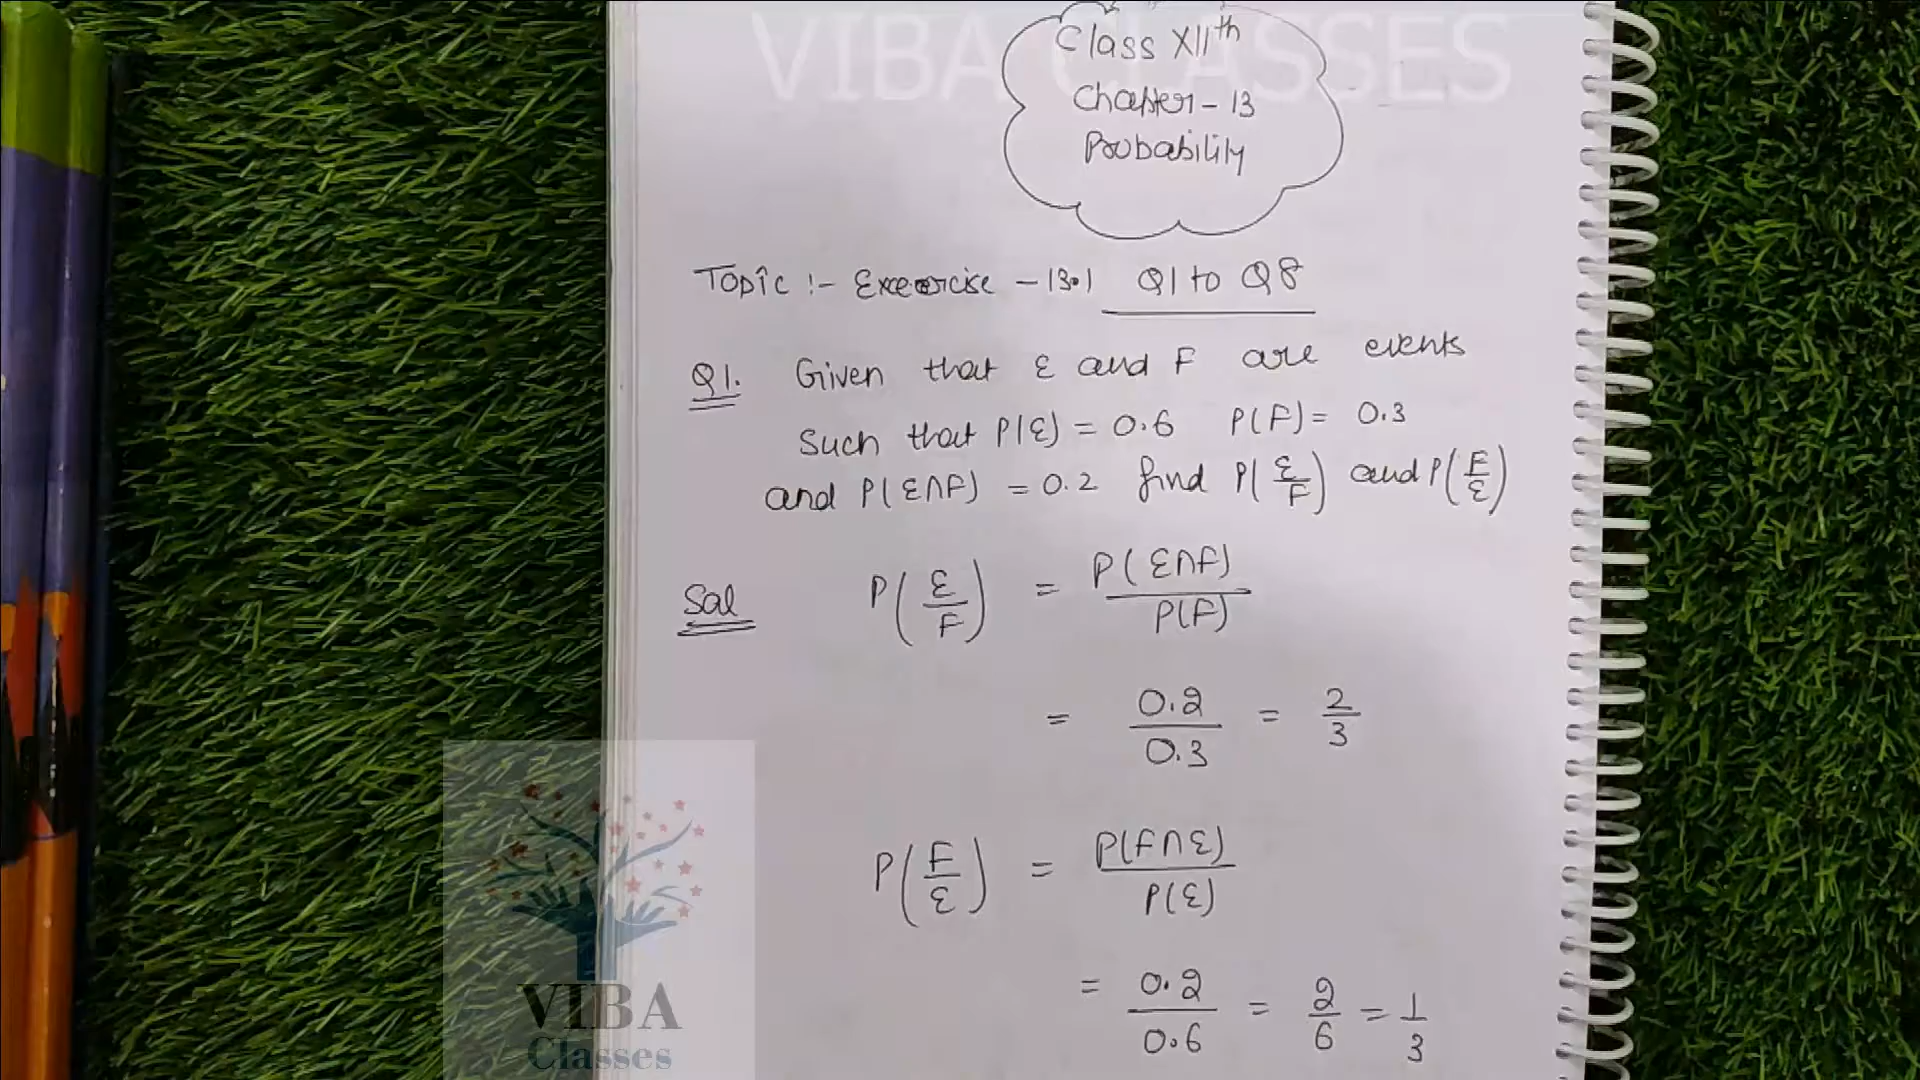 VIBA CLASSES
Class XIIth
Chapter - 13
Probability
Topic :- Excercise - 13.1 Q1 to Q8
Q1. Given that E and F are events
Such that P(E) = 0.6 P(F) = 0.3
and P(E∩F) = 0.2 find P(E/F) and P(F/E)
Sol P(E/F) = P(E∩F)/P(F)
= 0.2/0.3 = 2/3
P(F/E) = P(F∩E)/P(E)
= 0.2/0.6 = 2/6 = 1/3
VIBA
Classes